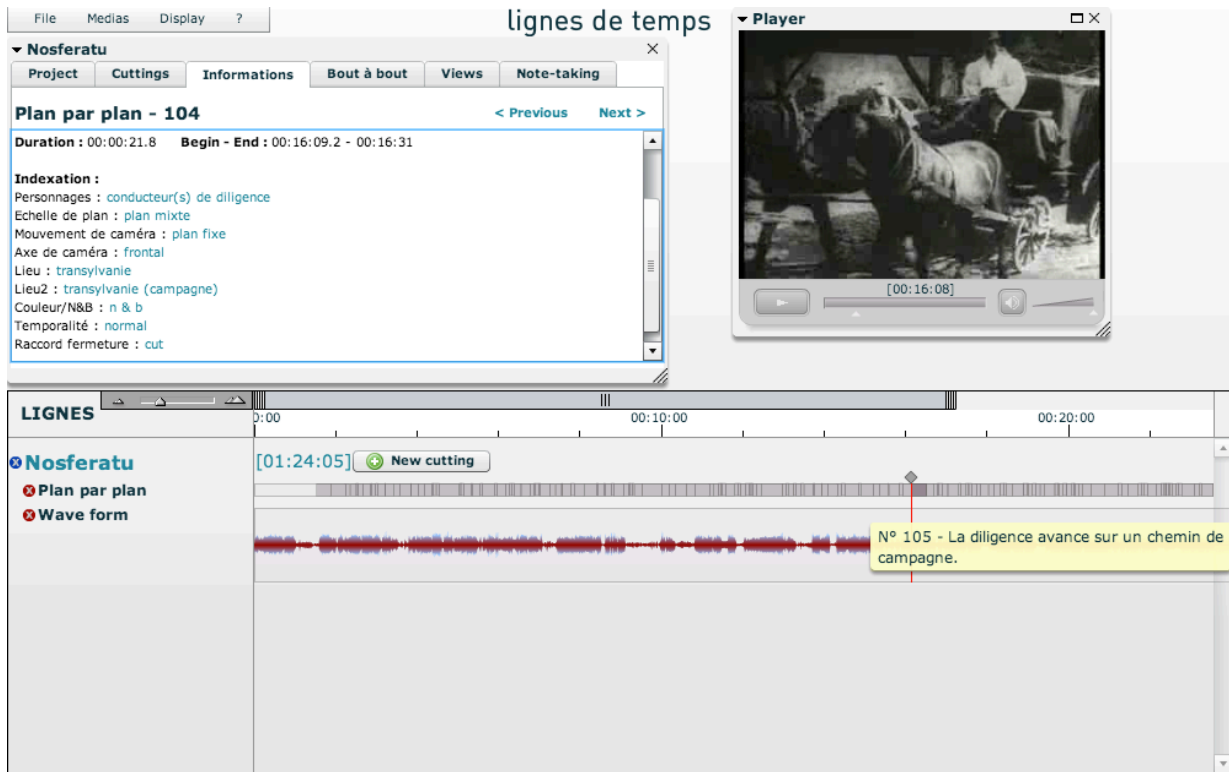 File Medias Display ?
lignes de temps
Nosferatu
Project Cuttings Informations Bout à bout Views Note-taking
Plan par plan - 104 < Previous Next >
Duration : 00:00:21.8 Begin - End : 00:16:09.2 - 00:16:31
Indexation :
Personnages : conducteur(s) de diligence
Echelle de plan : plan mixte
Mouvement de caméra : plan fixe
Axe de caméra : frontal
Lieu : transylvanie
Lieu2 : transylvanie (campagne)
Couleur/N&B : n & b
Temporalité : normal
Raccord fermeture : cut
Player
[00:16:08]
LIGNES
0:00 00:10:00 00:20:00
Nosferatu [01:24:05] New cutting
Plan par plan
Wave form
N° 105 - La diligence avance sur un chemin de
campagne.